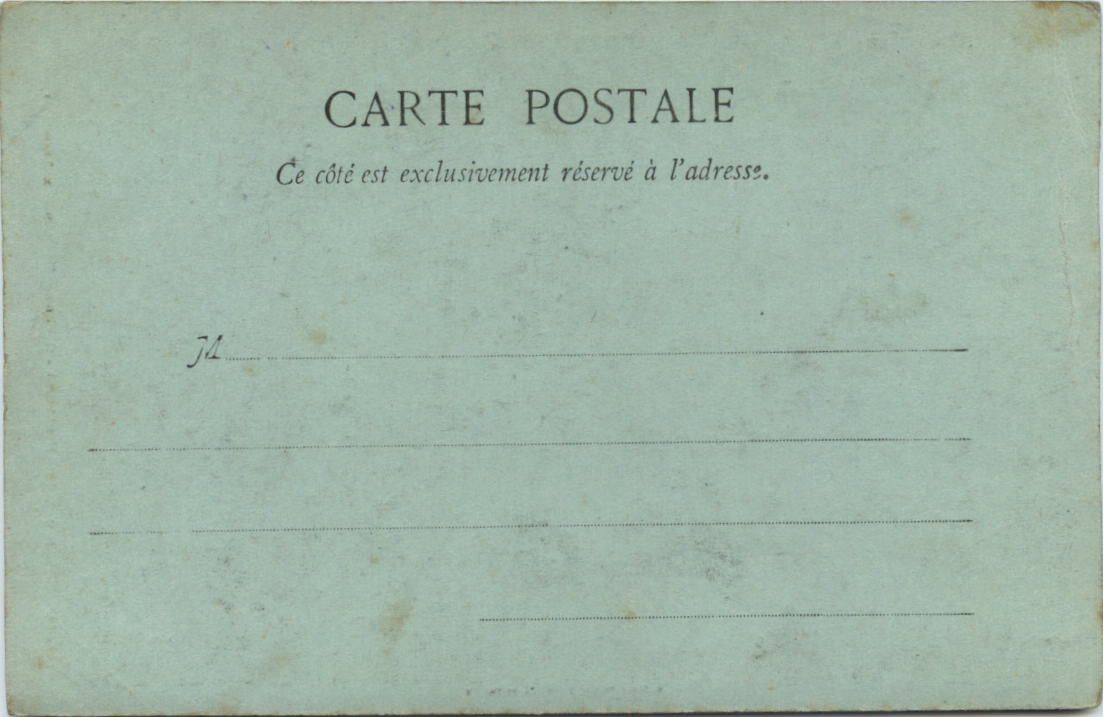 CARTE POSTALE
Ce côté est exclusivement réservé à l'adresse.
M